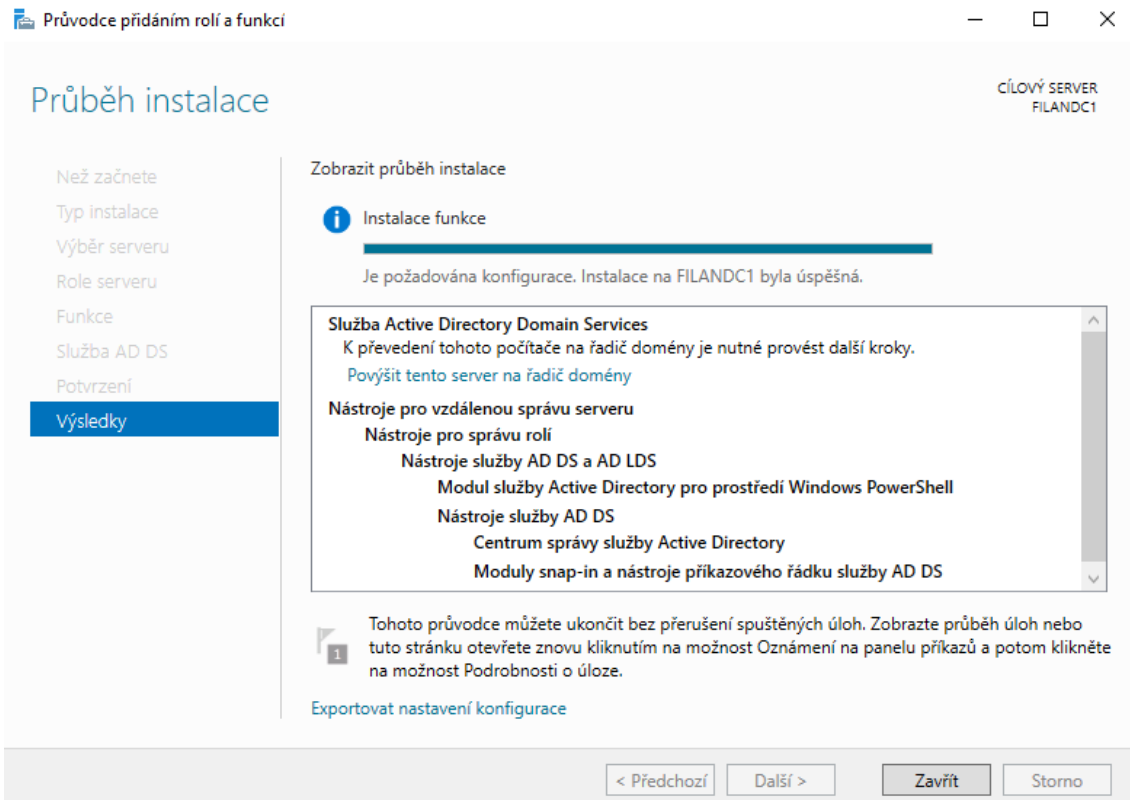 Průvodce přidáním rolí a funkcí
Průběh instalace
CÍLOVÝ SERVER
FILANDC1
Než začnete
Typ instalace
Výběr serveru
Role serveru
Funkce
Služba AD DS
Potvrzení
Výsledky
Zobrazit průběh instalace
Instalace funkce
Je požadována konfigurace. Instalace na FILANDC1 byla úspěšná.
Služba Active Directory Domain Services
K převedení tohoto počítače na řadič domény je nutné provést další kroky.
Povýšit tento server na řadič domény
Nástroje pro vzdálenou správu serveru
Nástroje pro správu rolí
Nástroje služby AD DS a AD LDS
Modul služby Active Directory pro prostředí Windows PowerShell
Nástroje služby AD DS
Centrum správy služby Active Directory
Moduly snap-in a nástroje příkazového řádku služby AD DS
1
Tohoto průvodce můžete ukončit bez přerušení spuštěných úloh. Zobrazte průběh úloh nebo
tuto stránku otevřete znovu kliknutím na možnost Oznámení na panelu příkazů a potom klikněte
na možnost Podrobnosti o úloze.
Exportovat nastavení konfigurace
< Předchozí
Další >
Zavřít
Storno